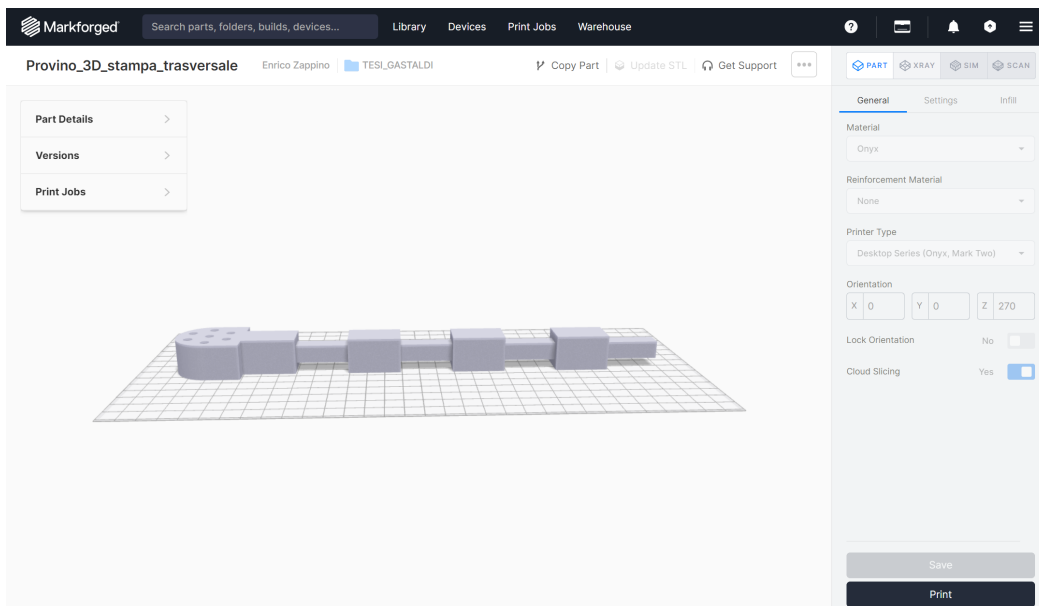 Markforged Search parts, folders, builds, devices... Library Devices Print Jobs Warehouse
Provino_3D_stampa_trasversale Enrico Zappino TESI_GASTALDI Copy Part Update STL Get Support
PART XRAY SIM SCAN
General Settings Infill
Part Details
Versions
Print Jobs
Material
Onyx
Reinforcement Material
None
Printer Type
Desktop Series (Onyx, Mark Two)
Orientation
X 0 Y 0 Z 270
Lock Orientation No
Cloud Slicing Yes
Save
Print